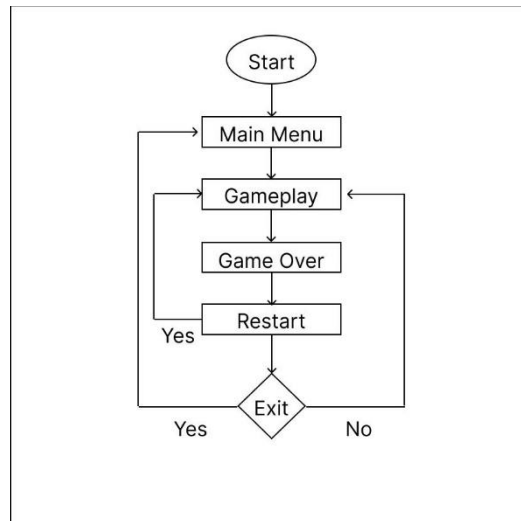 Start
Main Menu
Gameplay
Game Over
Restart
Yes
Exit
Yes
No